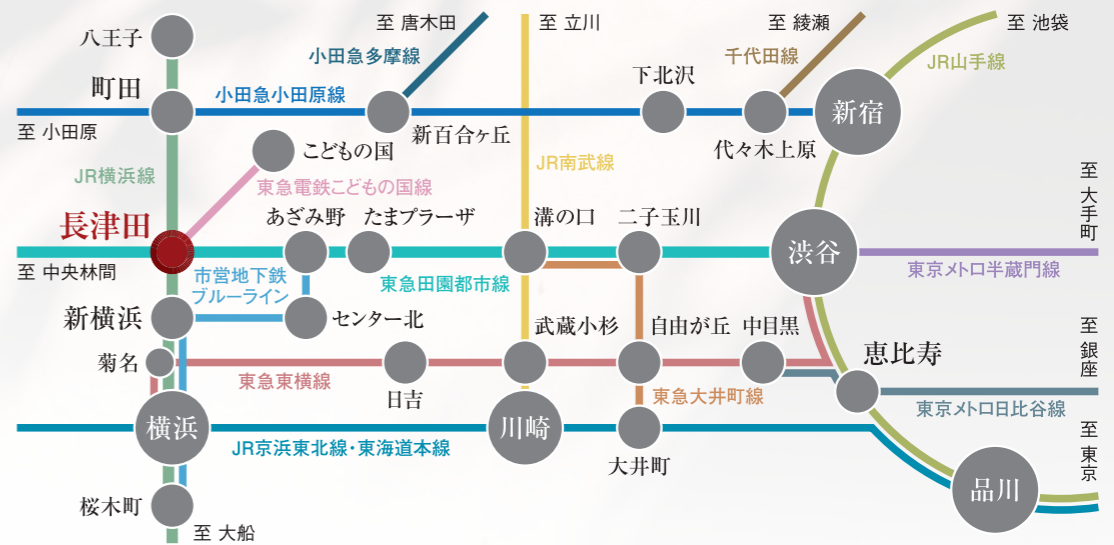 至 唐木田
至 立川
至 綾瀬
至 池袋
八王子
小田急多摩線
千代田線
JR山手線
町田
小田急小田原線
下北沢
新宿
至 小田原
新百合ヶ丘
代々木上原
こどもの国
JR南武線
JR横浜線
東急電鉄こどもの国線
至 大手町
長津田
あざみ野
たまプラーザ
溝の口
二子玉川
渋谷
至 中央林間
市営地下鉄
ブルーライン
東急田園都市線
東京メトロ半蔵門線
新横浜
センター北
武蔵小杉
自由が丘
中目黒
至 銀座
恵比寿
菊名
東急東横線
日吉
東急大井町線
東京メトロ日比谷線
横浜
川崎
JR京浜東北線・東海道本線
大井町
至 東京
品川
桜木町
至 大船